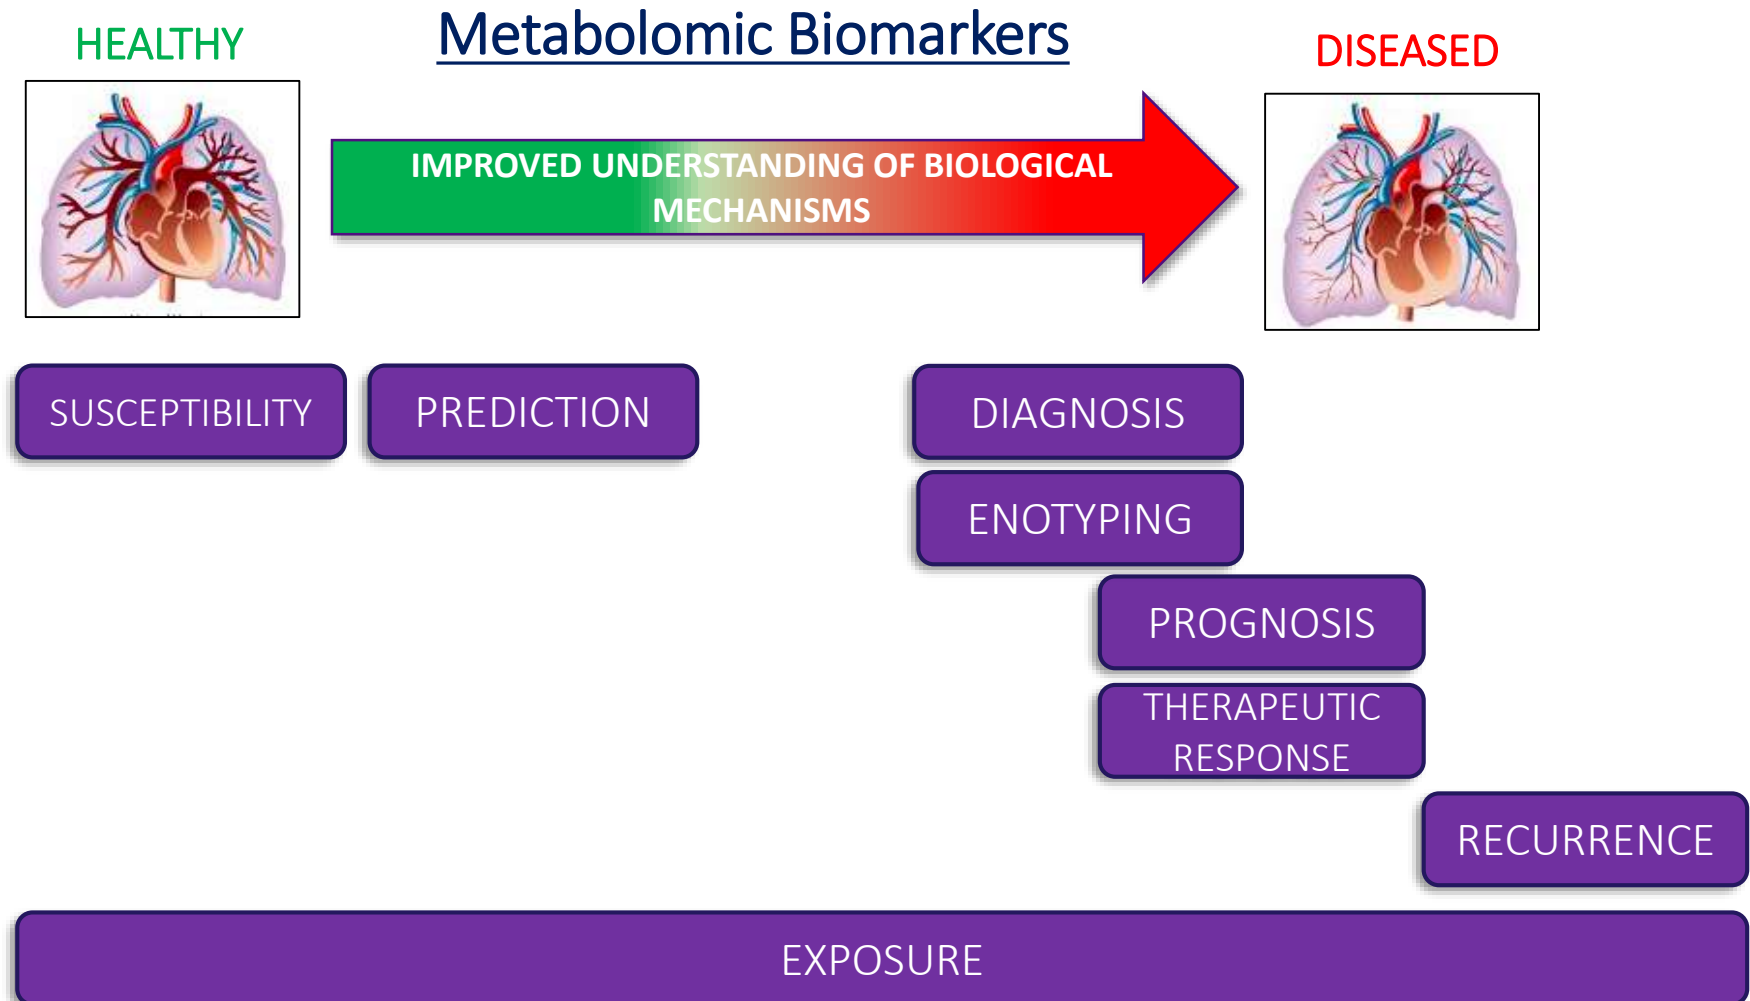 Metabolomic Biomarkers
HEALTHY
DISEASED
IMPROVED UNDERSTANDING OF BIOLOGICAL
MECHANISMS
SUSCEPTIBILITY
PREDICTION
DIAGNOSIS
ENOTYPING
PROGNOSIS
THERAPEUTIC
RESPONSE
RECURRENCE
EXPOSURE